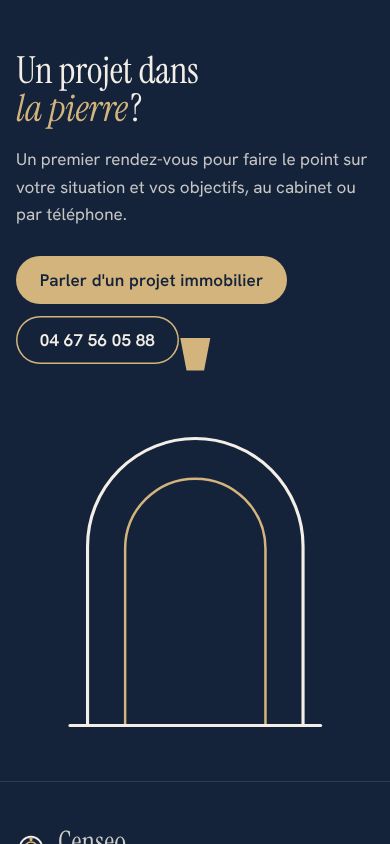 Un projet dans
la pierre?
Un premier rendez-vous pour faire le point sur
votre situation et vos objectifs, au cabinet ou
par téléphone.
Parler d'un projet immobilier
04 67 56 05 88
Censeo